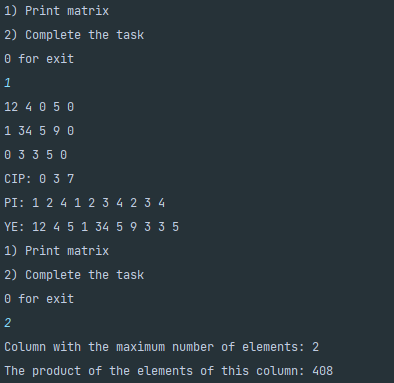 1) Print matrix
2) Complete the task
0 for exit
1
12 4 0 5 0
1 34 5 9 0
0 3 3 5 0
CIP: 0 3 7
PI: 1 2 4 1 2 3 4 2 3 4
YE: 12 4 5 1 34 5 9 3 3 5
1) Print matrix
2) Complete the task
0 for exit
2
Column with the maximum number of elements: 2
The product of the elements of this column: 408